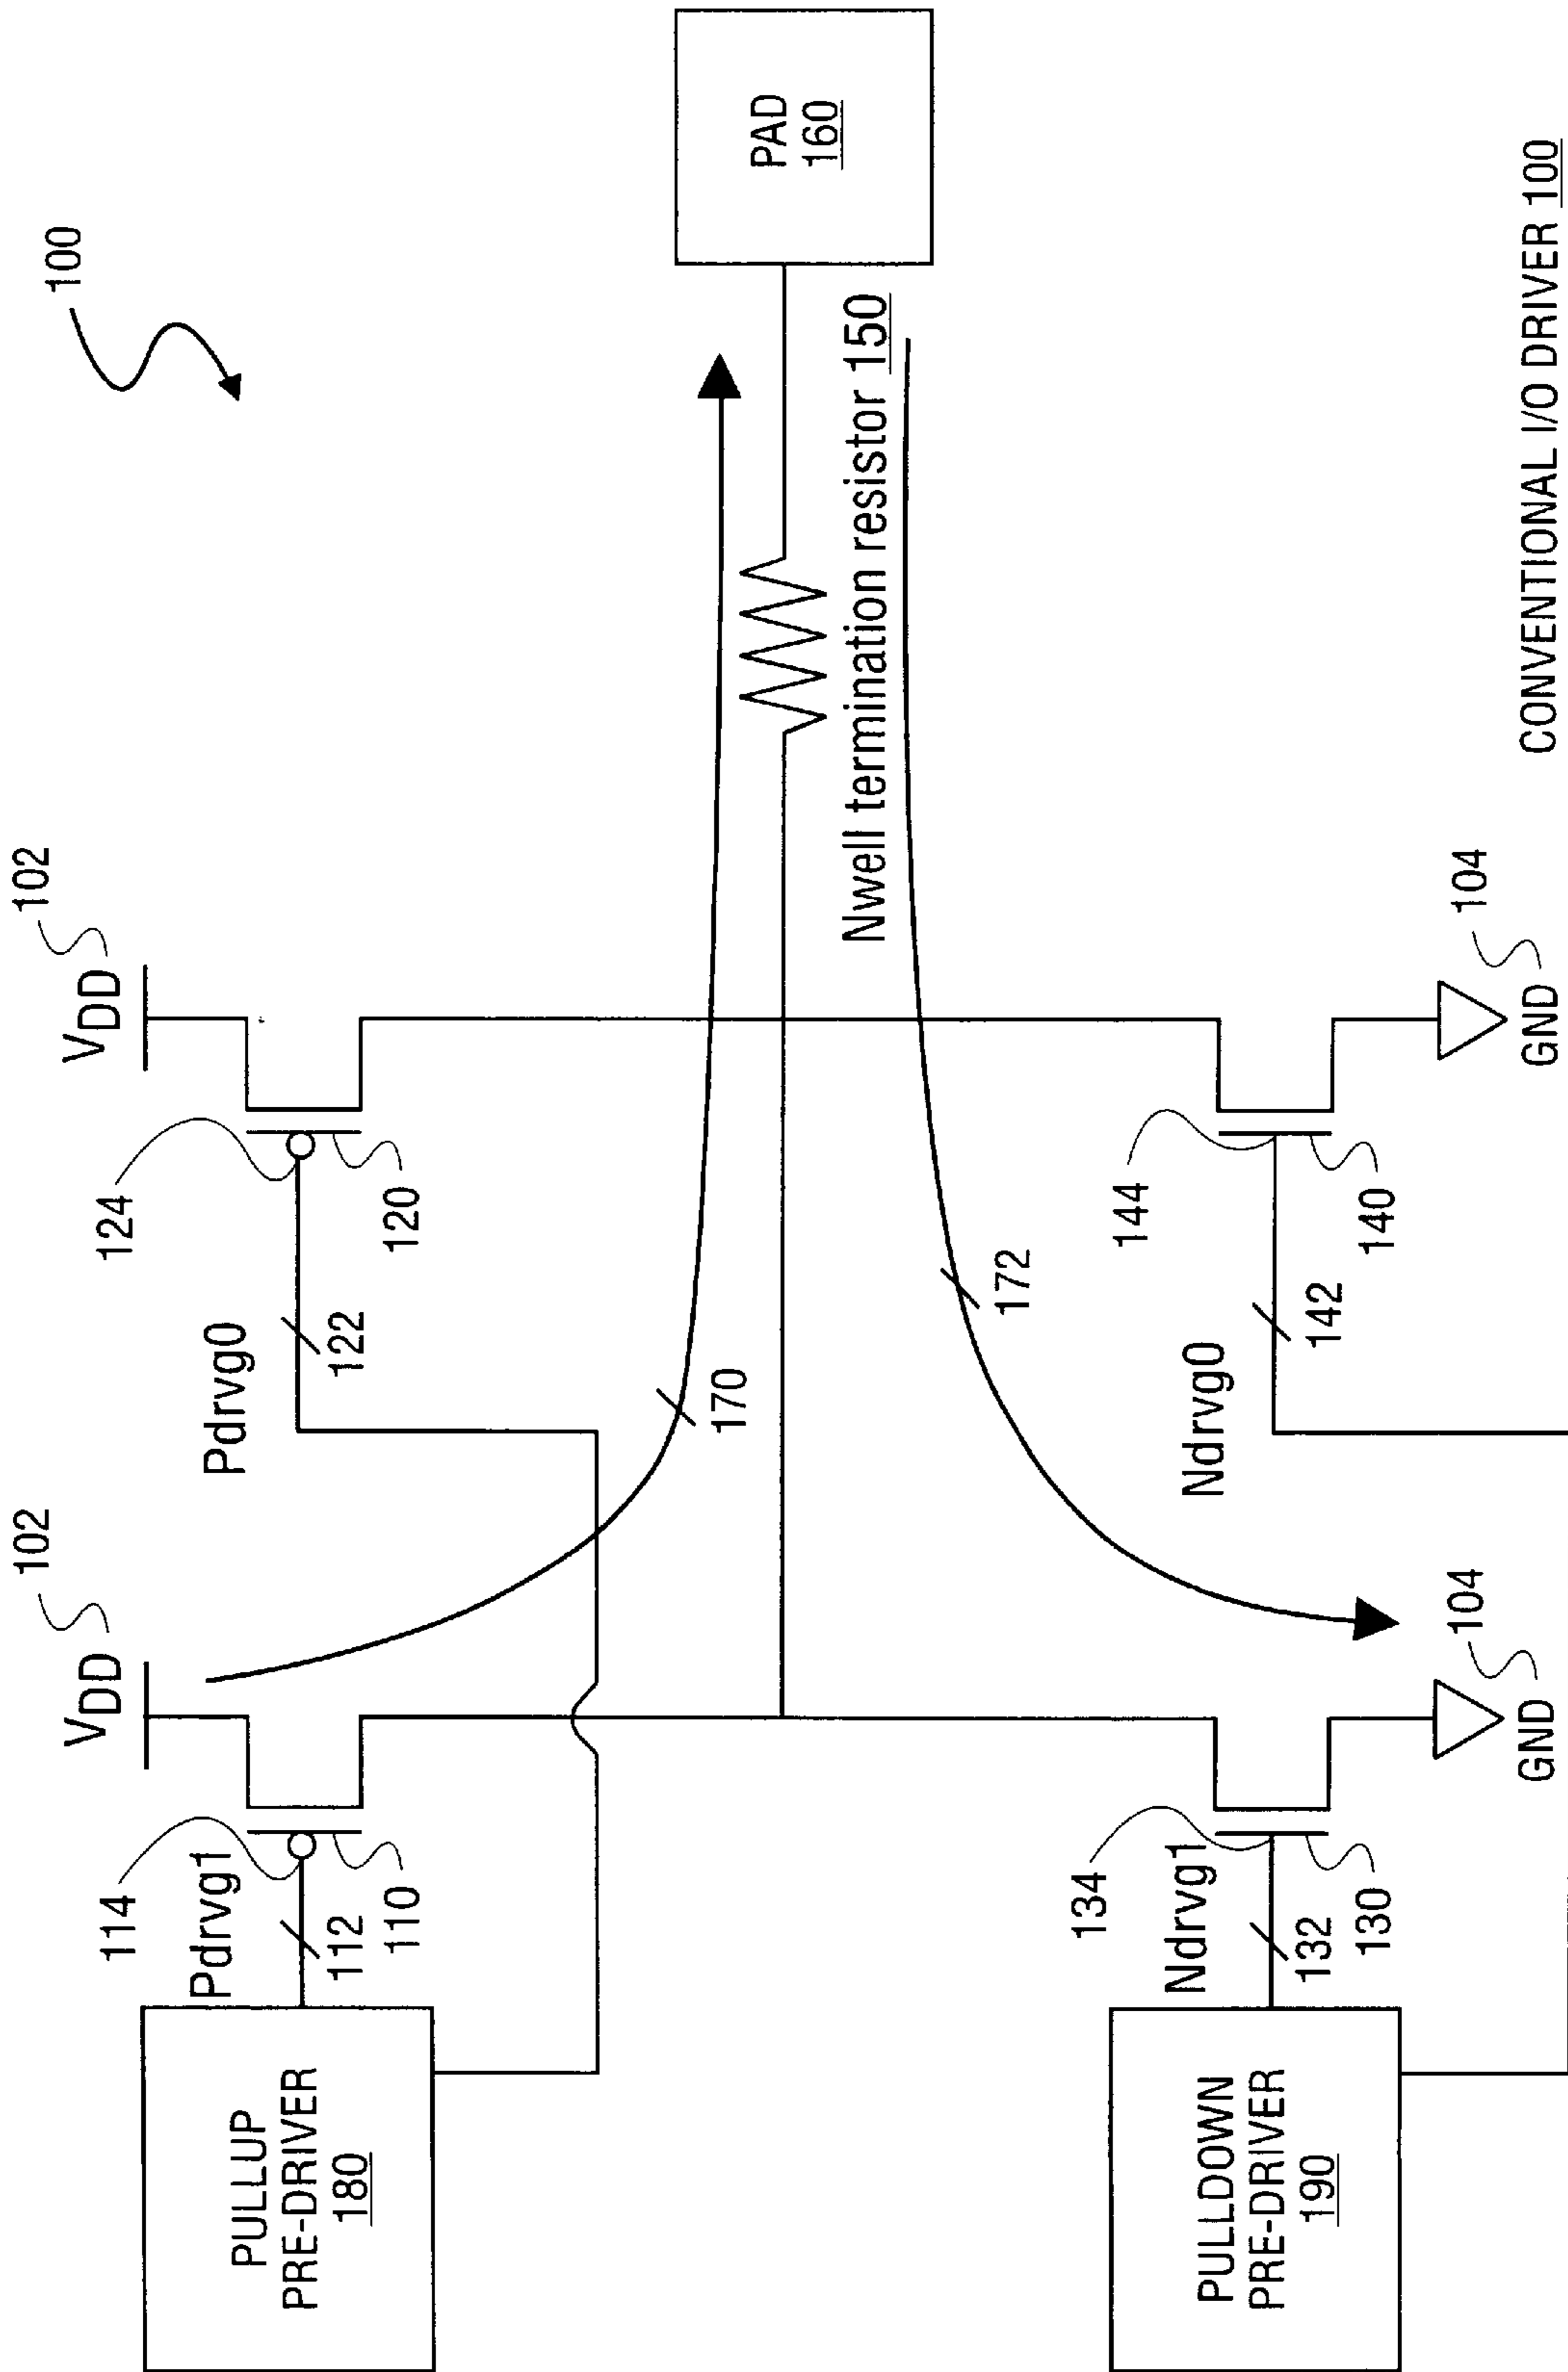 100
V DD
102
V DD
102
114
Pdrvg1
112
110
124
Pdrvg0
122
120
PULLUP
PRE-DRIVER
180
170
PAD
160
Nwell termination resistor 150
172
134
Ndrvg1
132
130
144
Ndrvg0
142
140
PULLDOWN
PRE-DRIVER
190
GND
104
GND
104
CONVENTIONAL I/O DRIVER 100